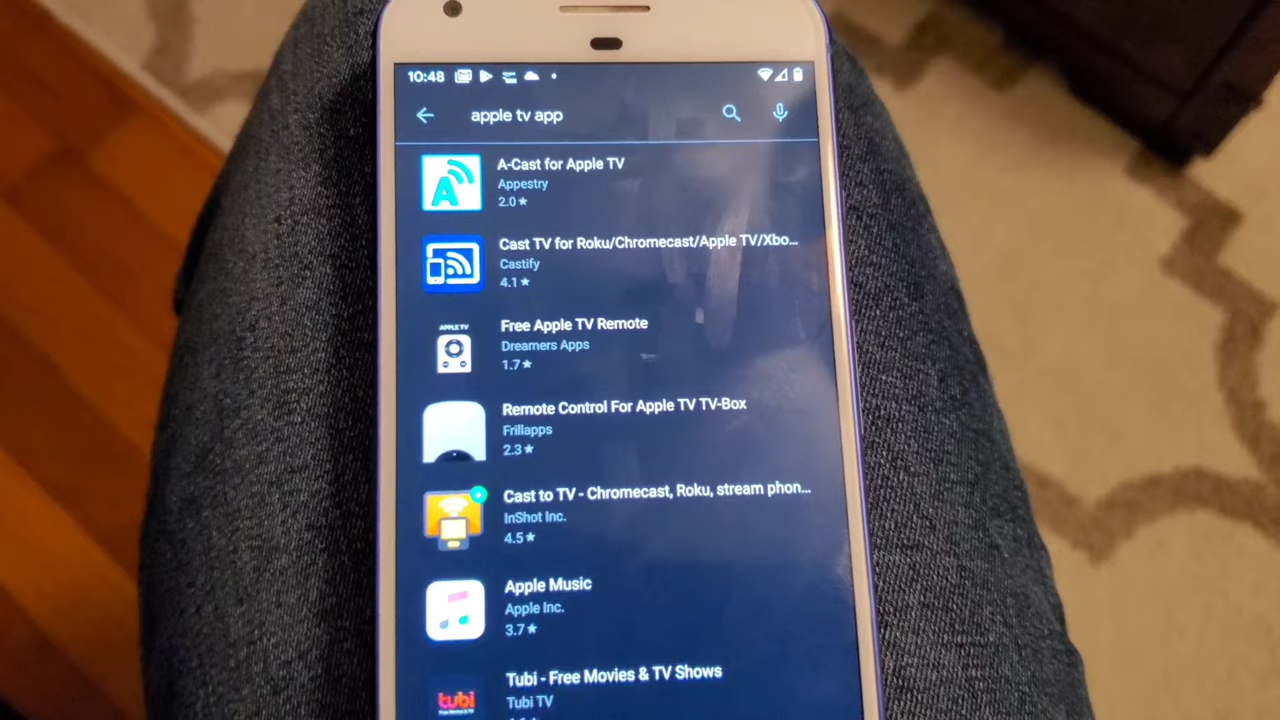 10:48
apple tv app
A-Cast for Apple TV
Appestry
2.0★
Cast TV for Roku/Chromecast/Apple TV/Xbo...
Castify
4.1★
APPLE TV
Free Apple TV Remote
Dreamers Apps
1.7★
Remote Control For Apple TV TV-Box
Frillapps
2.3★
Cast to TV - Chromecast, Roku, stream phon...
InShot Inc.
4.5★
Apple Music
Apple Inc.
3.7★
Tubi - Free Movies & TV Shows
tubi
Tubi TV